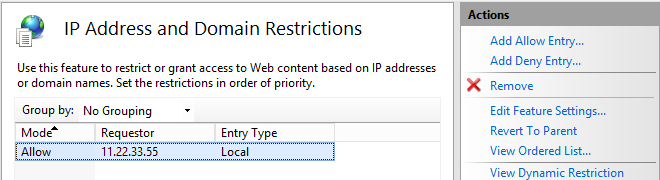 IP Address and Domain Restrictions
Use this feature to restrict or grant access to Web content based on IP addresses
or domain names. Set the restrictions in order of priority.
Group by: No Grouping
Mode Requestor Entry Type
Allow 11.22.33.55 Local
Actions
Add Allow Entry...
Add Deny Entry...
Remove
Edit Feature Settings...
Revert To Parent
View Ordered List...
View Dynamic Restriction